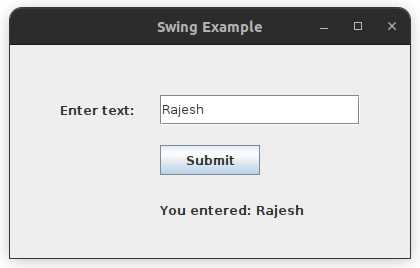 Swing Example
Enter text: Rajesh
Submit
You entered: Rajesh